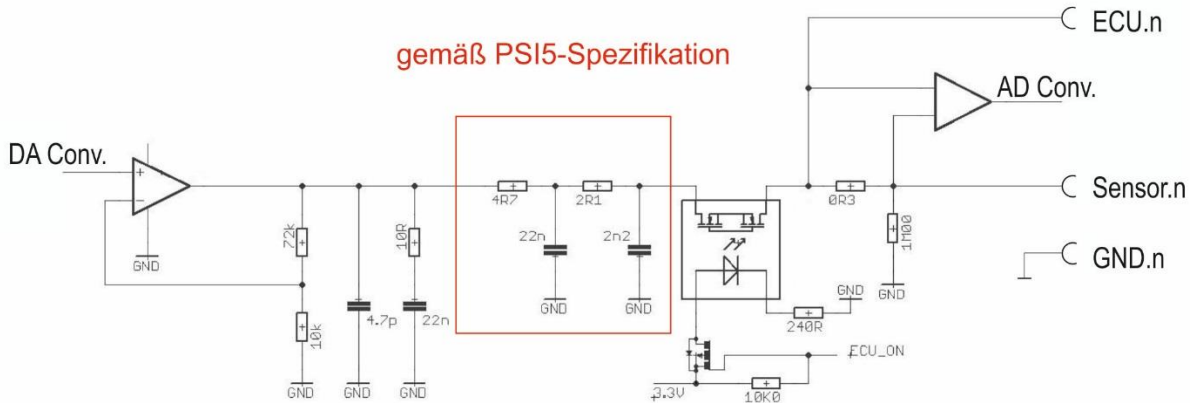 ECU.n
gemäß PSI5-Spezifikation
AD Conv.
DA Conv.
+
-
4R7
2R1
0R3
Sensor.n
72k
10R
22n
2n2
1M00
GND
GND.n
GND
GND
GND
GND
240R
10k
4.7p
22n
ECU_ON
3.3V
10K0
GND
GND
GND